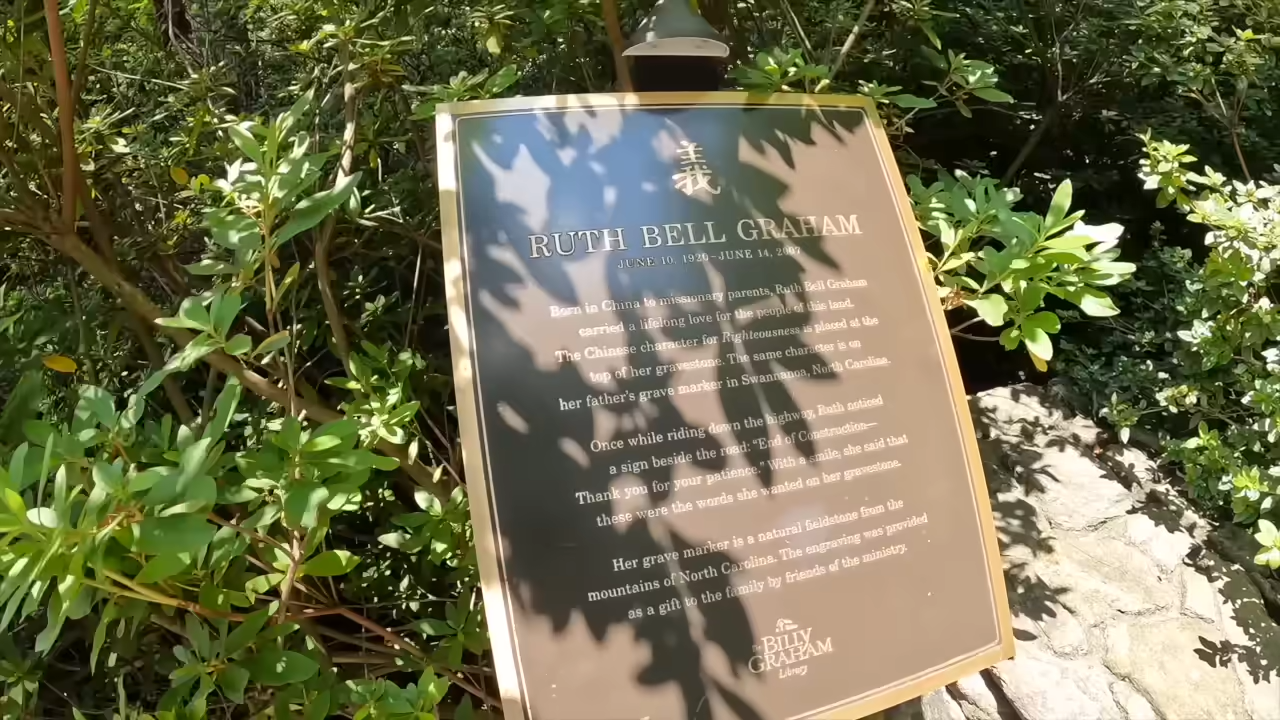 義
RUTH BELL GRAHAM
JUNE 10, 1920–JUNE 14, 2007
Born in China to missionary parents, Ruth Bell Graham
carried a lifelong love for the people of this land.
The Chinese character for Righteousness is placed at the
top of her gravestone. The same character is on
her father's grave marker in Swannanoa, North Carolina.
Once while riding down the highway, Ruth noticed
a sign beside the road: "End of Construction—
Thank you for your patience." With a smile, she said that
these were the words she wanted on her gravestone.
Her grave marker is a natural fieldstone from the
mountains of North Carolina. The engraving was provided
as a gift to the family by friends of the ministry.
The
BILLY
GRAHAM
Library